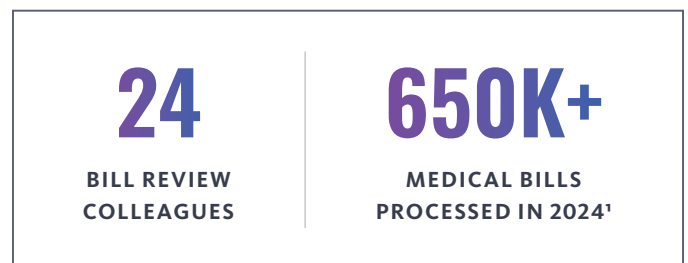 24
BILL REVIEW
COLLEAGUES
650K+
MEDICAL BILLS
PROCESSED IN 2024¹